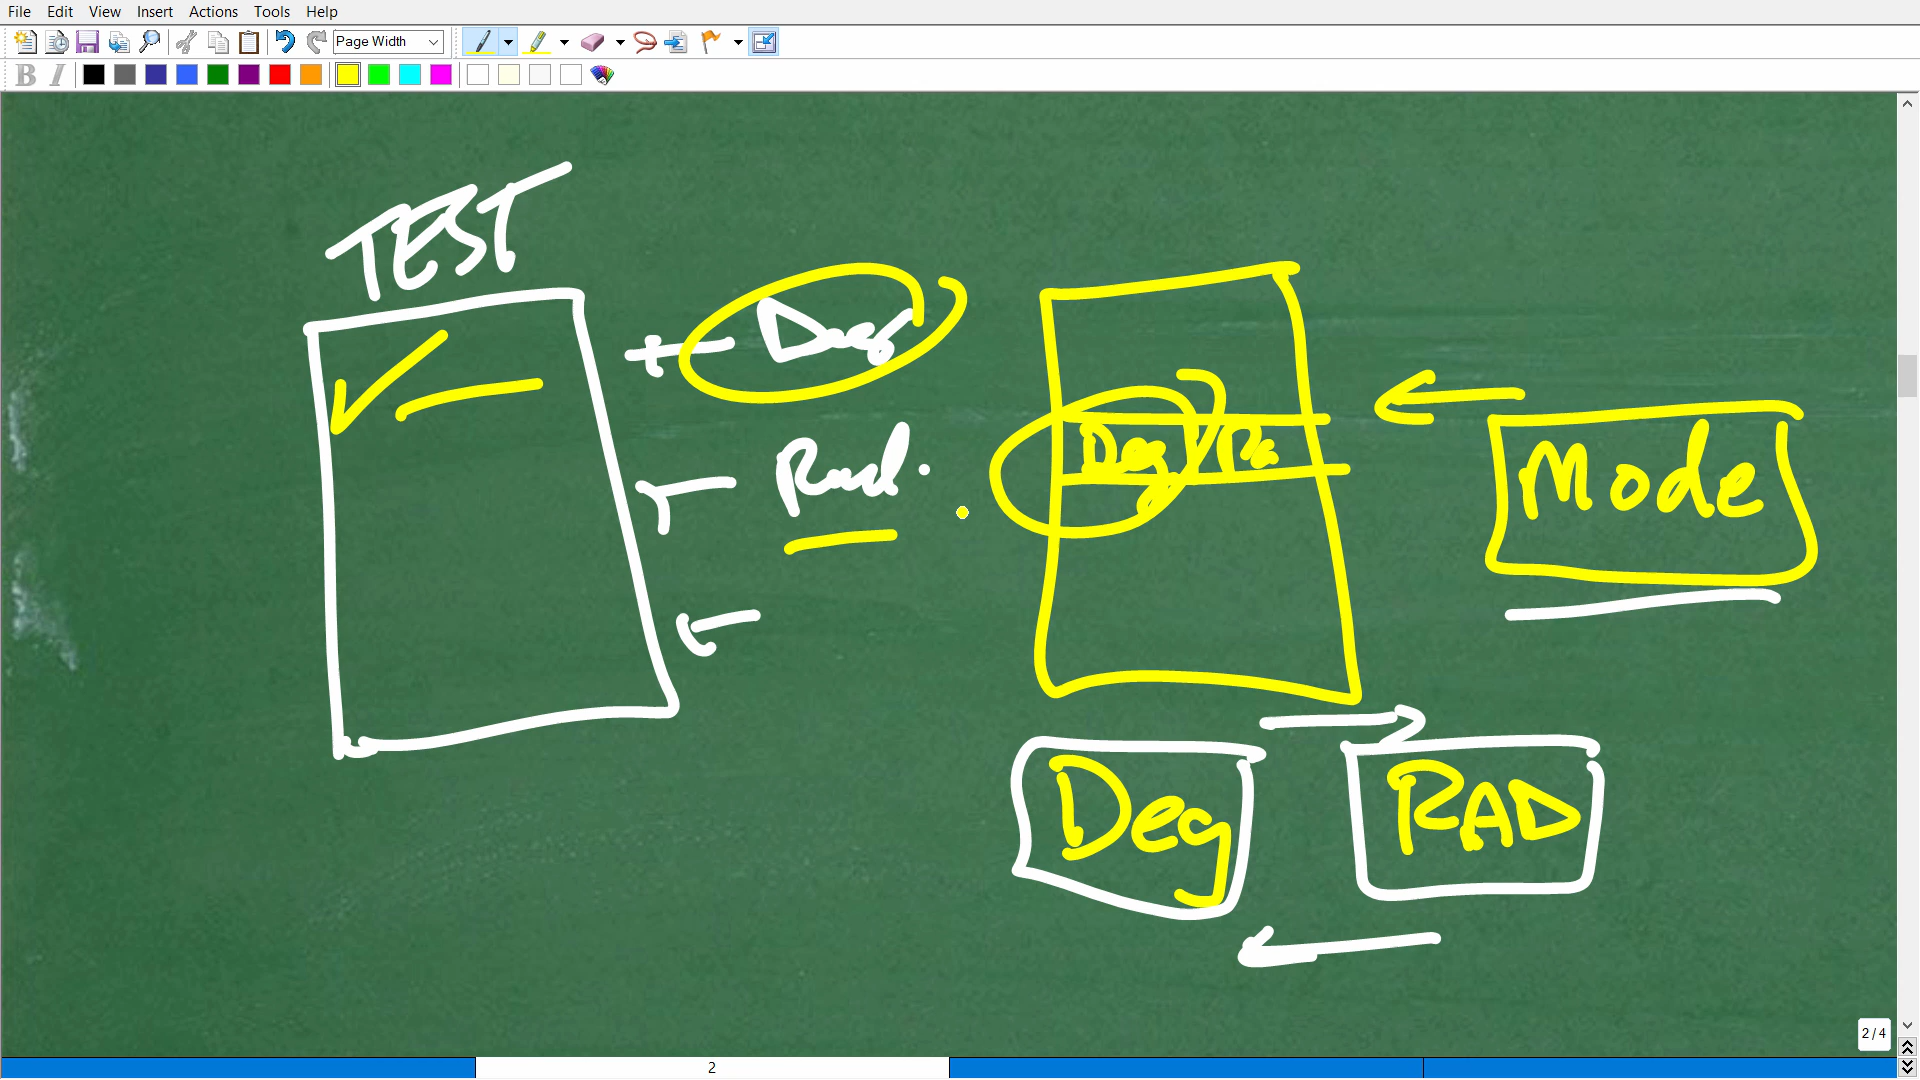 File Edit View Insert Actions Tools Help
Page Width
B I
TEST
Deg
Rad.
Deg / Ra
Mode
Deg
RAD
2 / 4
2